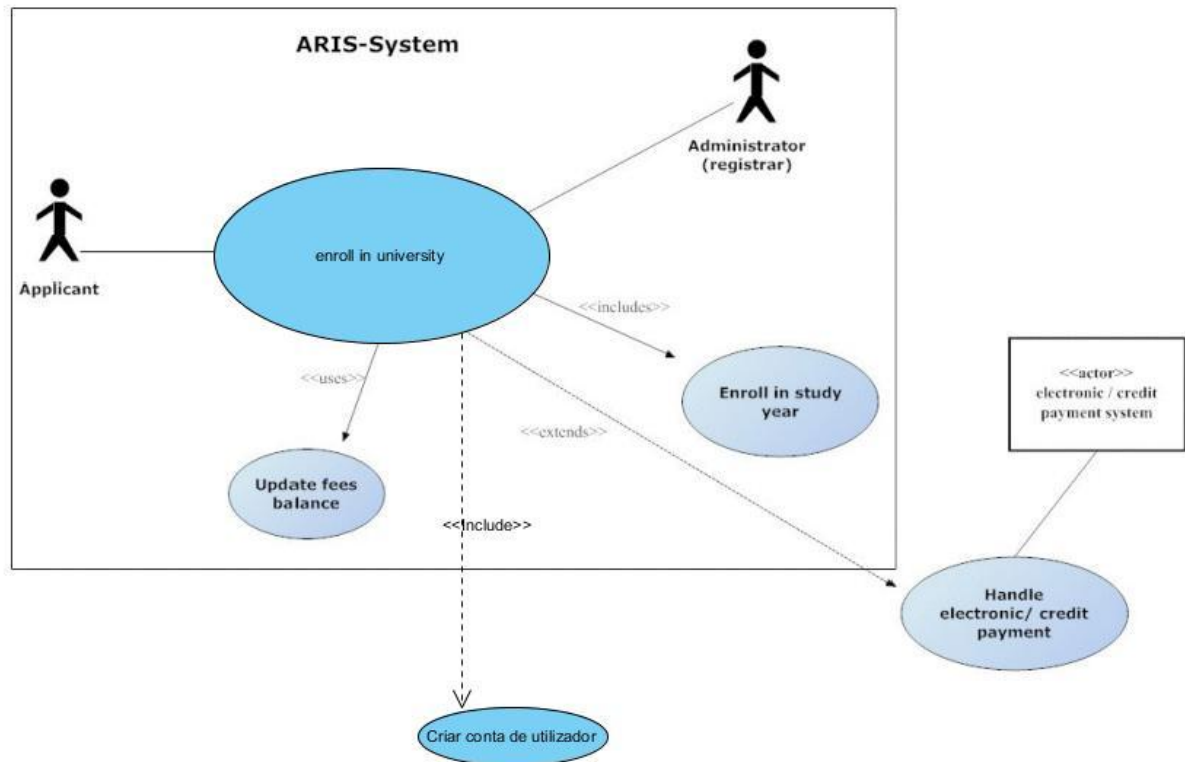 ARIS-System
Administrator
(registrar)
enroll in university
Applicant
<<includes>>
<<uses>>
Enroll in study
year
<<actor>>
electronic / credit
payment system
<<extends>>
Update fees
balance
<<Include>>
Handle
electronic/ credit
payment
Criar conta de utilizador